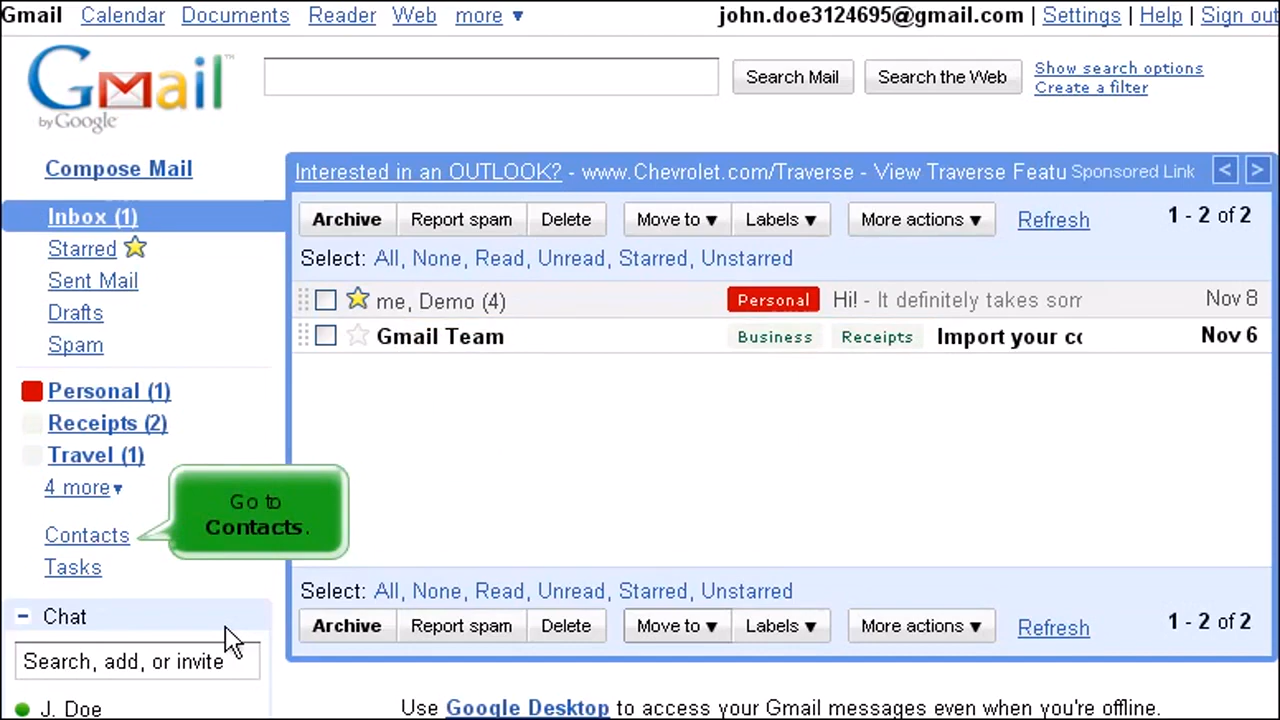 Gmail Calendar Documents Reader Web more ▼ john.doe3124695@gmail.com | Settings | Help | Sign out
Gmail™
by Google
Search Mail Search the Web Show search options
Create a filter
Compose Mail
Interested in an OUTLOOK? - www.Chevrolet.com/Traverse - View Traverse Featu Sponsored Link < >
Inbox (1)
Archive Report spam Delete Move to ▼ Labels ▼ More actions ▼ Refresh 1 - 2 of 2
Starred
Select: All, None, Read, Unread, Starred, Unstarred
Sent Mail
me, Demo (4) Personal Hi! - It definitely takes som Nov 8
Drafts
Gmail Team Business Receipts Import your co Nov 6
Spam
Personal (1)
Receipts (2)
Travel (1)
4 more▼
Go to
Contacts.
Contacts
Tasks
Select: All, None, Read, Unread, Starred, Unstarred
– Chat
Archive Report spam Delete Move to ▼ Labels ▼ More actions ▼ Refresh 1 - 2 of 2
Search, add, or invite
J. Doe
Use Google Desktop to access your Gmail messages even when you're offline.